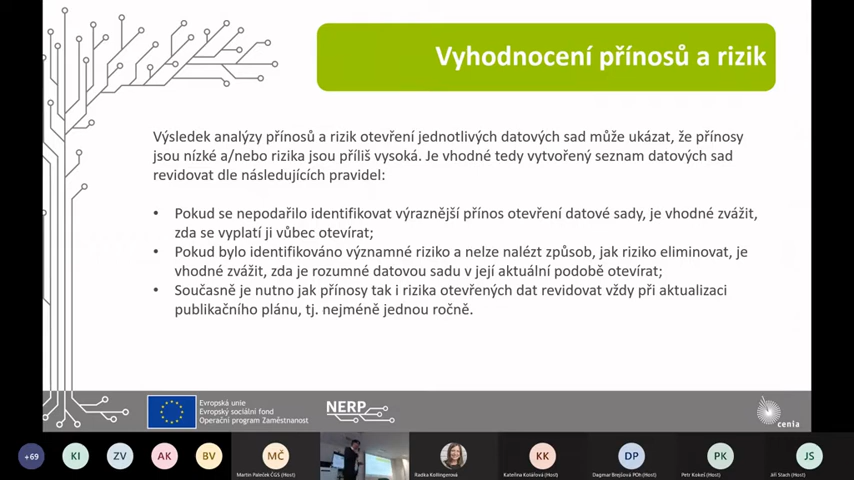 Vyhodnocení přínosů a rizik
Výsledek analýzy přínosů a rizik otevření jednotlivých datových sad může ukázat, že přínosy
jsou nízké a/nebo rizika jsou příliš vysoká. Je vhodné tedy vytvořený seznam datových sad
revidovat dle následujících pravidel:
• Pokud se nepodařilo identifikovat výraznější přínos otevření datové sady, je vhodné zvážit,
zda se vyplatí ji vůbec otevírat;
• Pokud bylo identifikováno významné riziko a nelze nalézt způsob, jak riziko eliminovat, je
vhodné zvážit, zda je rozumné datovou sadu v její aktuální podobě otevírat;
• Současně je nutno jak přínosy tak i rizika otevřených dat revidovat vždy při aktualizaci
publikačního plánu, tj. nejméně jednou ročně.
Evropská unie
Evropský sociální fond
Operační program Zaměstnanost
NERP
cenia
+69
KI
ZV
AK
BV
MČ
KK
DP
PK
JS
Martin Paleček ČGS (Host)
Radka Kollingerová
Kateřina Kolářová (Host)
Dagmar Brejšová POh (Host)
Petr Kokeš (Host)
Jiří Stach (Host)